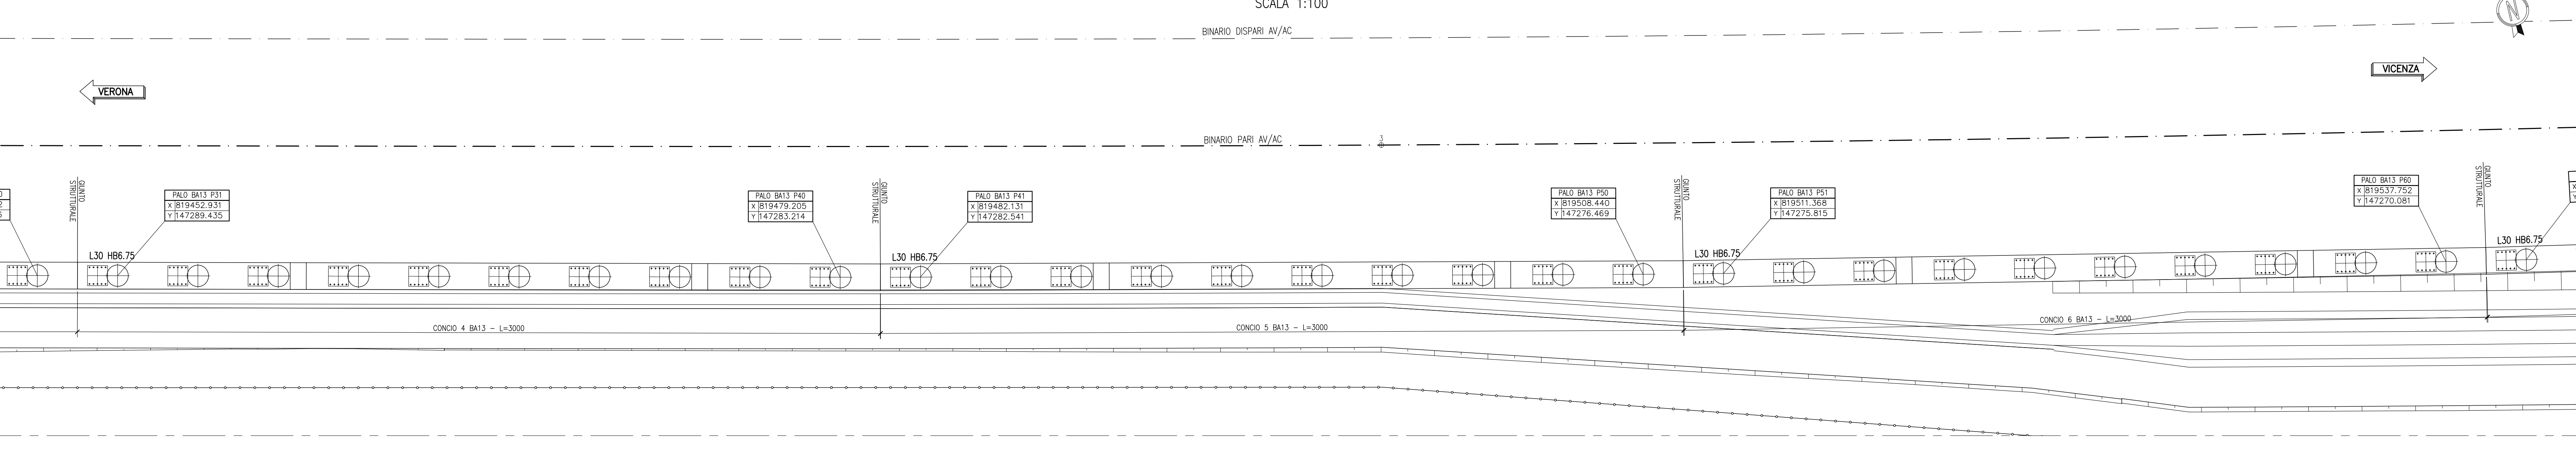 SCALA 1:100
N
BINARIO DISPARI AV/AC
VERONA
VICENZA
BINARIO PARI AV/AC
GIUNTO
STRUTTURALE
PALO BA13 P31
X 819452.931
Y 147289.435
PALO BA13 P40
X 819479.205
Y 147283.214
GIUNTO
STRUTTURALE
PALO BA13 P41
X 819482.131
Y 147282.541
PALO BA13 P50
X 819508.440
Y 147276.469
GIUNTO
STRUTTURALE
PALO BA13 P51
X 819511.368
Y 147275.815
PALO BA13 P60
X 819537.752
Y 147270.081
GIUNTO
STRUTTURALE
L30 HB6.75
L30 HB6.75
L30 HB6.75
L30 HB6.75
CONCIO 4 BA13 - L=3000
CONCIO 5 BA13 - L=3000
CONCIO 6 BA13 - L=3000